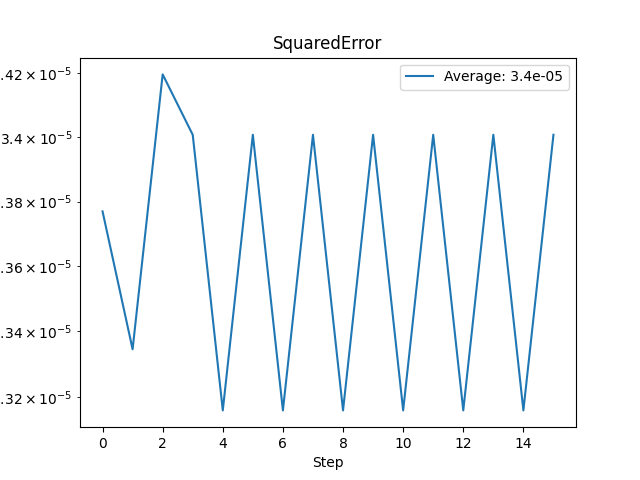 SquaredError
Average: 3.4e-05
.42 × 10⁻⁵
3.4 × 10⁻⁵
.38 × 10⁻⁵
.36 × 10⁻⁵
.34 × 10⁻⁵
.32 × 10⁻⁵
0 2 4 6 8 10 12 14
Step